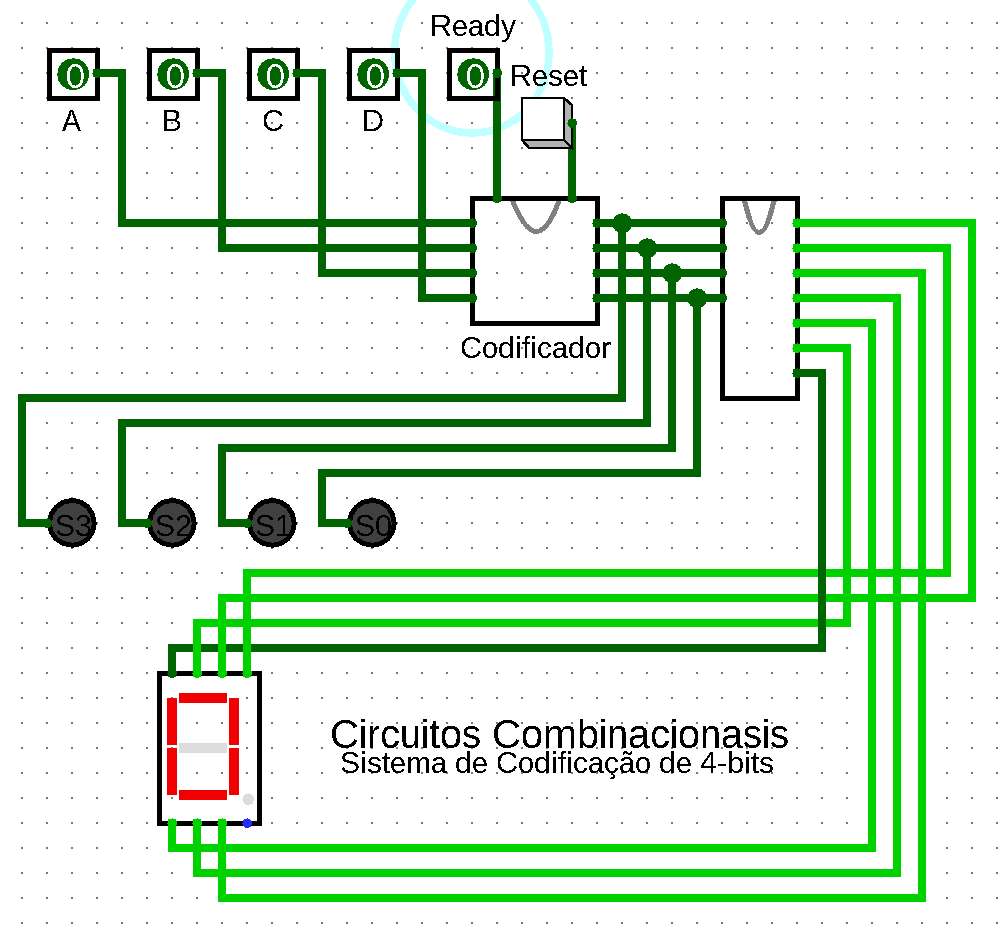 Ready
0 0 0 0 0
Reset
A B C D
Codificador
S3 S2 S1 S0
Circuitos Combinacionasis
Sistema de Codificação de 4-bits